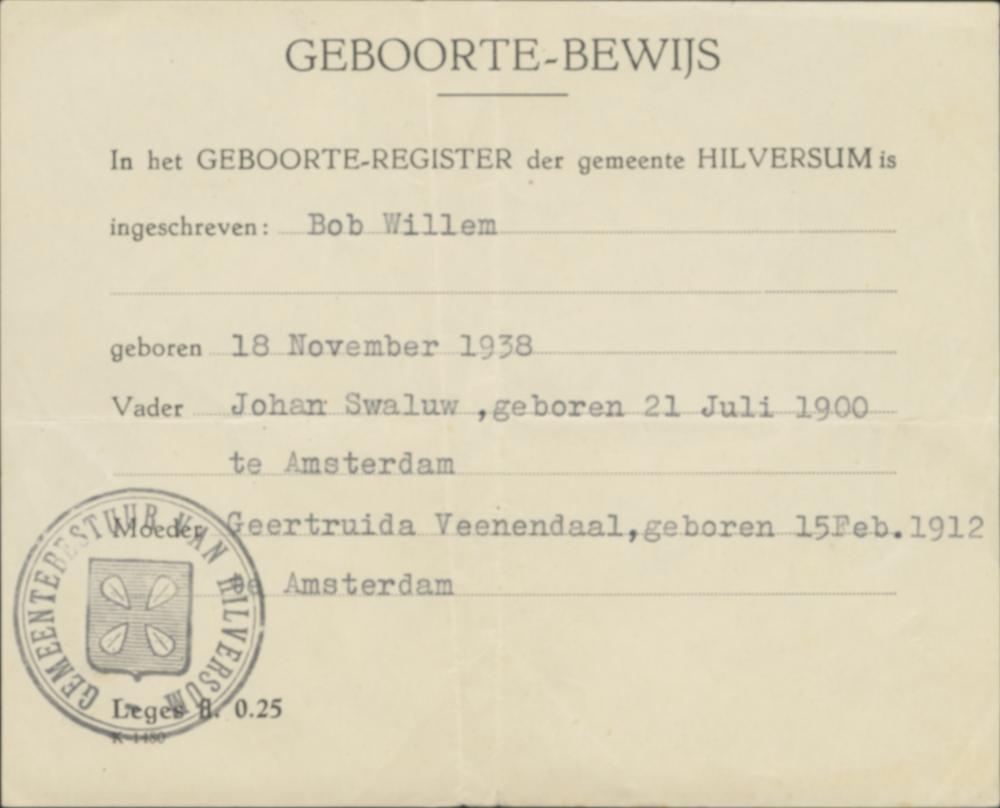 GEBOORTE-BEWIJS
In het GEBOORTE-REGISTER der gemeente HILVERSUM is
ingeschreven: Bob Willem
geboren 18 November 1938
Vader Johan Swaluw ,geboren 21 Juli 1900
te Amsterdam
Moeder Geertruida Veenendaal,geboren 15Feb.1912
te Amsterdam
GEMEENTEBESTUUR VAN HILVERSUM
Leges fl. 0.25
K-1480